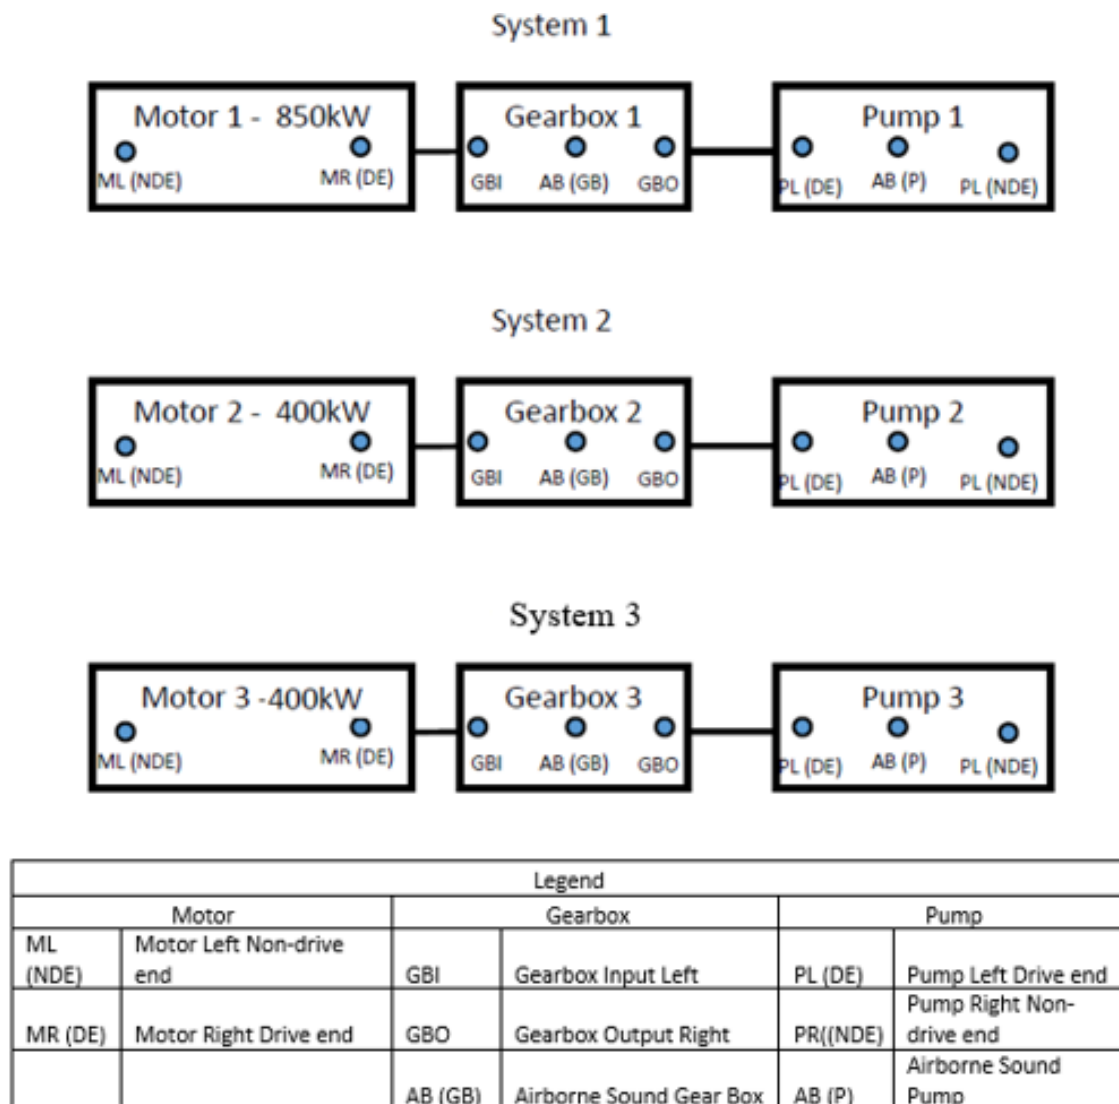 System 1
Motor 1 - 850kW
Gearbox 1
Pump 1
ML (NDE)
MR (DE)
GBI
AB (GB)
GBO
PL (DE)
AB (P)
PL (NDE)
System 2
Motor 2 - 400kW
Gearbox 2
Pump 2
ML (NDE)
MR (DE)
GBI
AB (GB)
GBO
PL (DE)
AB (P)
PL (NDE)
System 3
Motor 3 -400kW
Gearbox 3
Pump 3
ML (NDE)
MR (DE)
GBI
AB (GB)
GBO
PL (DE)
AB (P)
PL (NDE)
Legend
Motor
Gearbox
Pump
ML
(NDE)
Motor Left Non-drive
end
GBI
Gearbox Input Left
PL (DE)
Pump Left Drive end
MR (DE)
Motor Right Drive end
GBO
Gearbox Output Right
PR((NDE)
Pump Right Non-
drive end
AB (GB)
Airborne Sound Gear Box
AB (P)
Airborne Sound
Pump